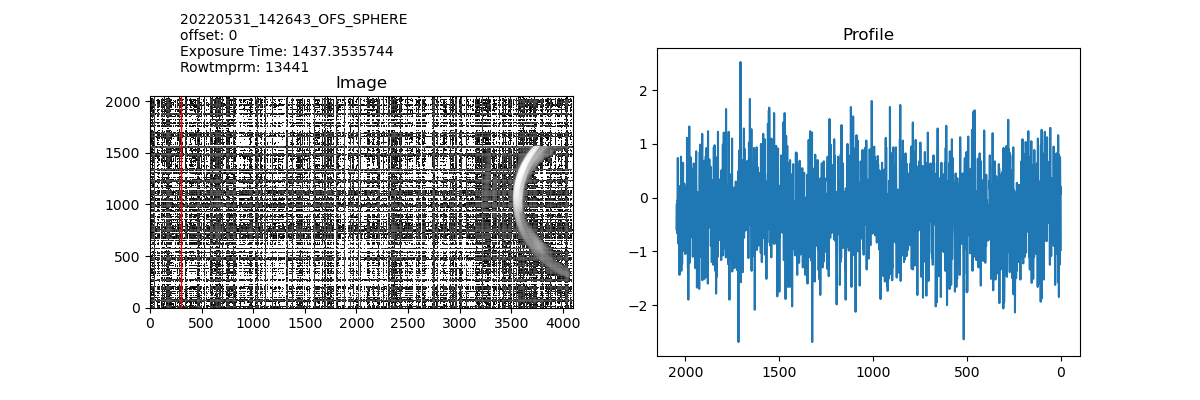 20220531_142643_OFS_SPHERE
offset: 0
Exposure Time: 1437.3535744
Rowtmprm: 13441
Image
2000
1500
1000
500
0
0 500 1000 1500 2000 2500 3000 3500 4000
Profile
2
1
0
−1
−2
2000 1500 1000 500 0